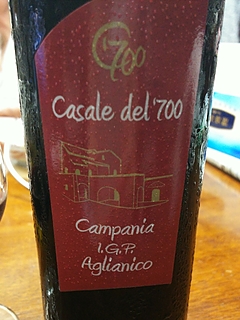 700
Casale del '700
Campania
I.G.P.
Aglianico